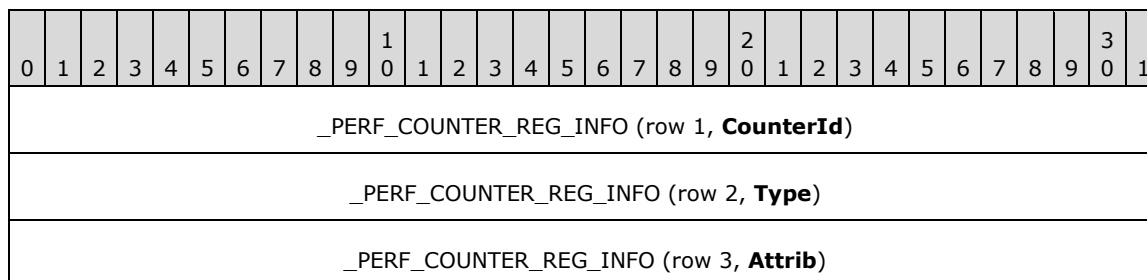 1 2 3
0 1 2 3 4 5 6 7 8 9 0 1 2 3 4 5 6 7 8 9 0 1 2 3 4 5 6 7 8 9 0 1
_PERF_COUNTER_REG_INFO (row 1, CounterId)
_PERF_COUNTER_REG_INFO (row 2, Type)
_PERF_COUNTER_REG_INFO (row 3, Attrib)